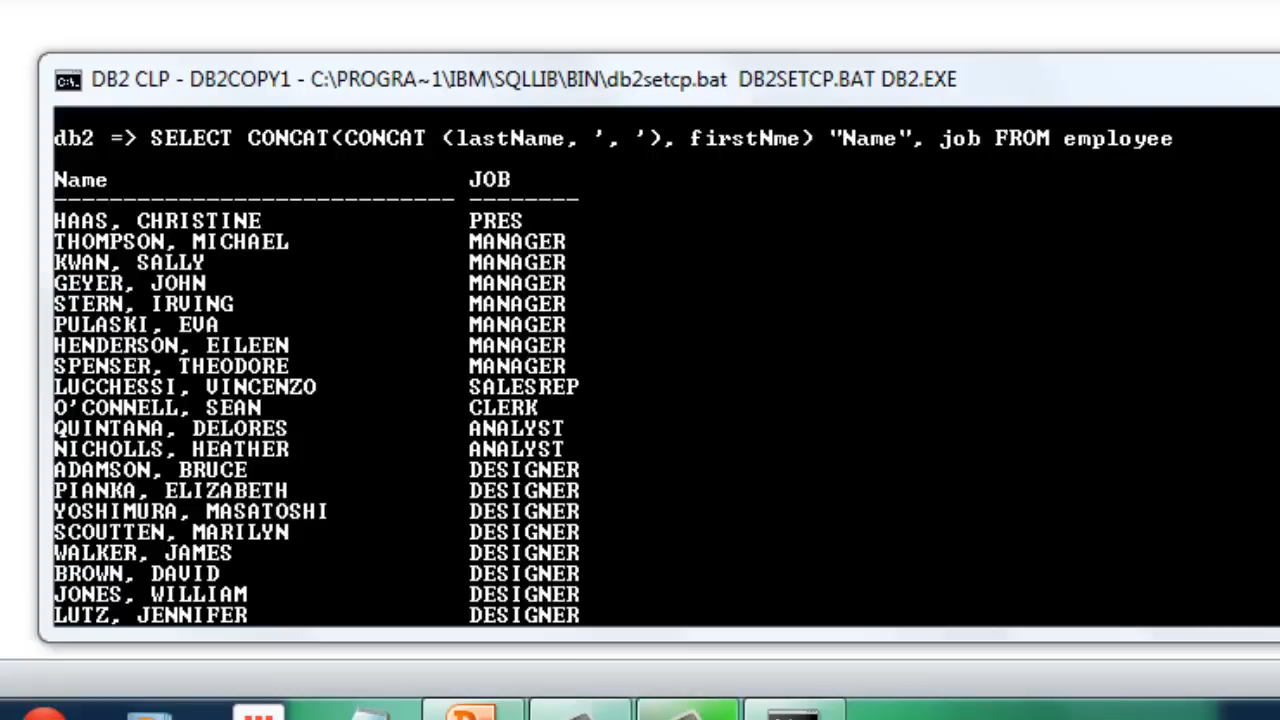 DB2 CLP - DB2COPY1 - C:\PROGRA~1\IBM\SQLLIB\BIN\db2setcp.bat  DB2SETCP.BAT DB2.EXE
db2 => SELECT CONCAT(CONCAT (lastName, ', '), firstNme) "Name", job FROM employee
Name JOB
----------------------------- --------
HAAS, CHRISTINE PRES
THOMPSON, MICHAEL MANAGER
KWAN, SALLY MANAGER
GEYER, JOHN MANAGER
STERN, IRVING MANAGER
PULASKI, EVA MANAGER
HENDERSON, EILEEN MANAGER
SPENSER, THEODORE MANAGER
LUCCHESSI, VINCENZO SALESREP
O'CONNELL, SEAN CLERK
QUINTANA, DELORES ANALYST
NICHOLLS, HEATHER ANALYST
ADAMSON, BRUCE DESIGNER
PIANKA, ELIZABETH DESIGNER
YOSHIMURA, MASATOSHI DESIGNER
SCOUTTEN, MARILYN DESIGNER
WALKER, JAMES DESIGNER
BROWN, DAVID DESIGNER
JONES, WILLIAM DESIGNER
LUTZ, JENNIFER DESIGNER